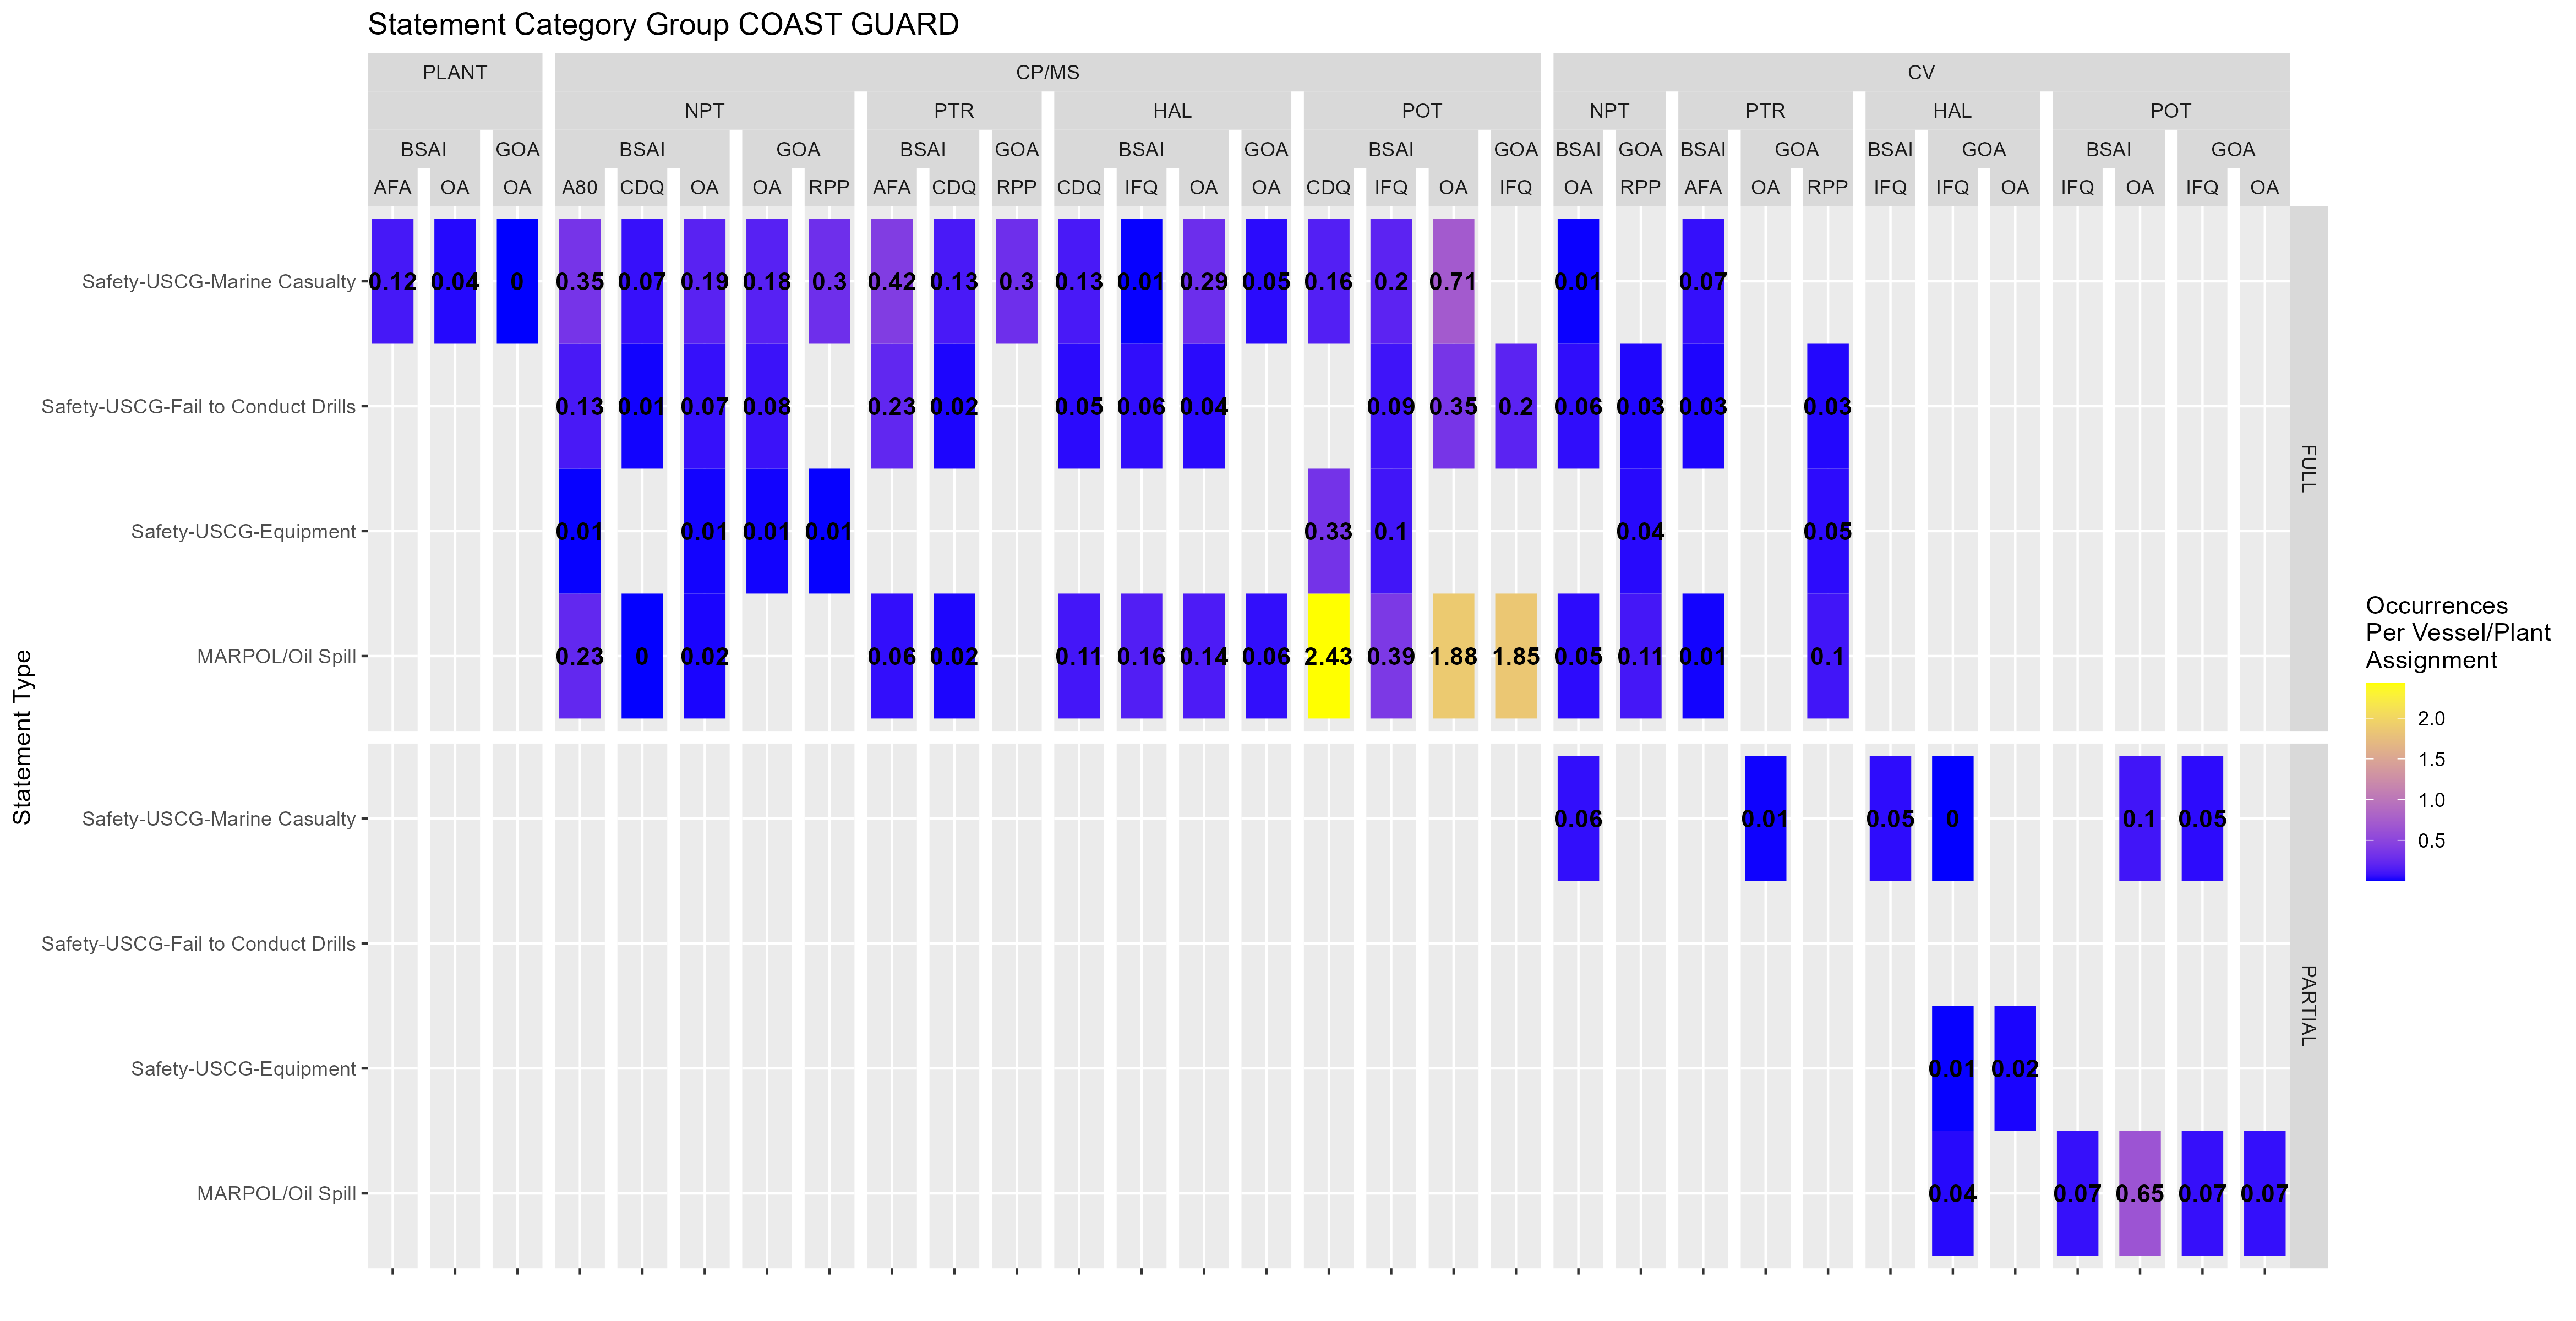 Statement Category Group COAST GUARD
PLANT CP/MS CV
NPT PTR HAL POT NPT PTR HAL POT
BSAI GOA BSAI GOA BSAI GOA BSAI GOA BSAI GOA BSAI GOA BSAI GOA BSAI GOA BSAI GOA
AFA OA OA A80 CDQ OA OA RPP AFA CDQ RPP CDQ IFQ OA OA CDQ IFQ OA IFQ OA RPP AFA OA RPP IFQ IFQ OA IFQ OA IFQ OA
Safety-USCG-Marine Casualty 0.12 0.04 0 0.35 0.07 0.19 0.18 0.3 0.42 0.13 0.3 0.13 0.01 0.29 0.05 0.16 0.2 0.71 0.01 0.07
Safety-USCG-Fail to Conduct Drills 0.13 0.01 0.07 0.08 0.23 0.02 0.05 0.06 0.04 0.09 0.35 0.2 0.06 0.03 0.03 0.03
Safety-USCG-Equipment 0.01 0.01 0.01 0.01 0.33 0.1 0.04 0.05
MARPOL/Oil Spill 0.23 0 0.02 0.06 0.02 0.11 0.16 0.14 0.06 2.43 0.39 1.88 1.85 0.05 0.11 0.01 0.1
FULL
Safety-USCG-Marine Casualty 0.06 0.01 0.05 0 0.1 0.05
Safety-USCG-Fail to Conduct Drills
Safety-USCG-Equipment 0.01 0.02
MARPOL/Oil Spill 0.04 0.07 0.65 0.07 0.07
PARTIAL
Statement Type
Occurrences
Per Vessel/Plant
Assignment
2.0
1.5
1.0
0.5